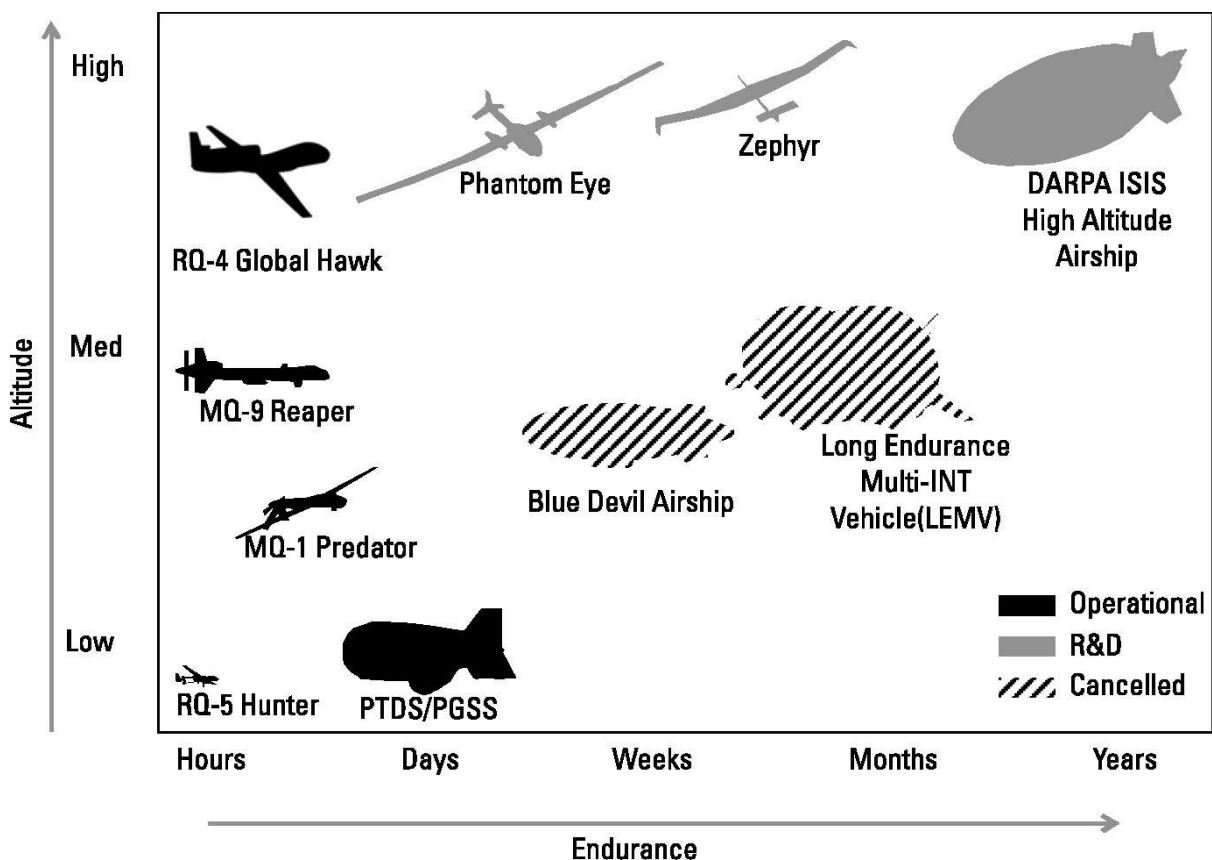 High
Zephyr
Phantom Eye
DARPA ISIS
High Altitude
Airship
RQ-4 Global Hawk
Med
Altitude
MQ-9 Reaper
Long Endurance
Multi-INT
Vehicle(LEMV)
Blue Devil Airship
MQ-1 Predator
Operational
R&D
Cancelled
Low
RQ-5 Hunter
PTDS/PGSS
Hours
Days
Weeks
Months
Years
Endurance